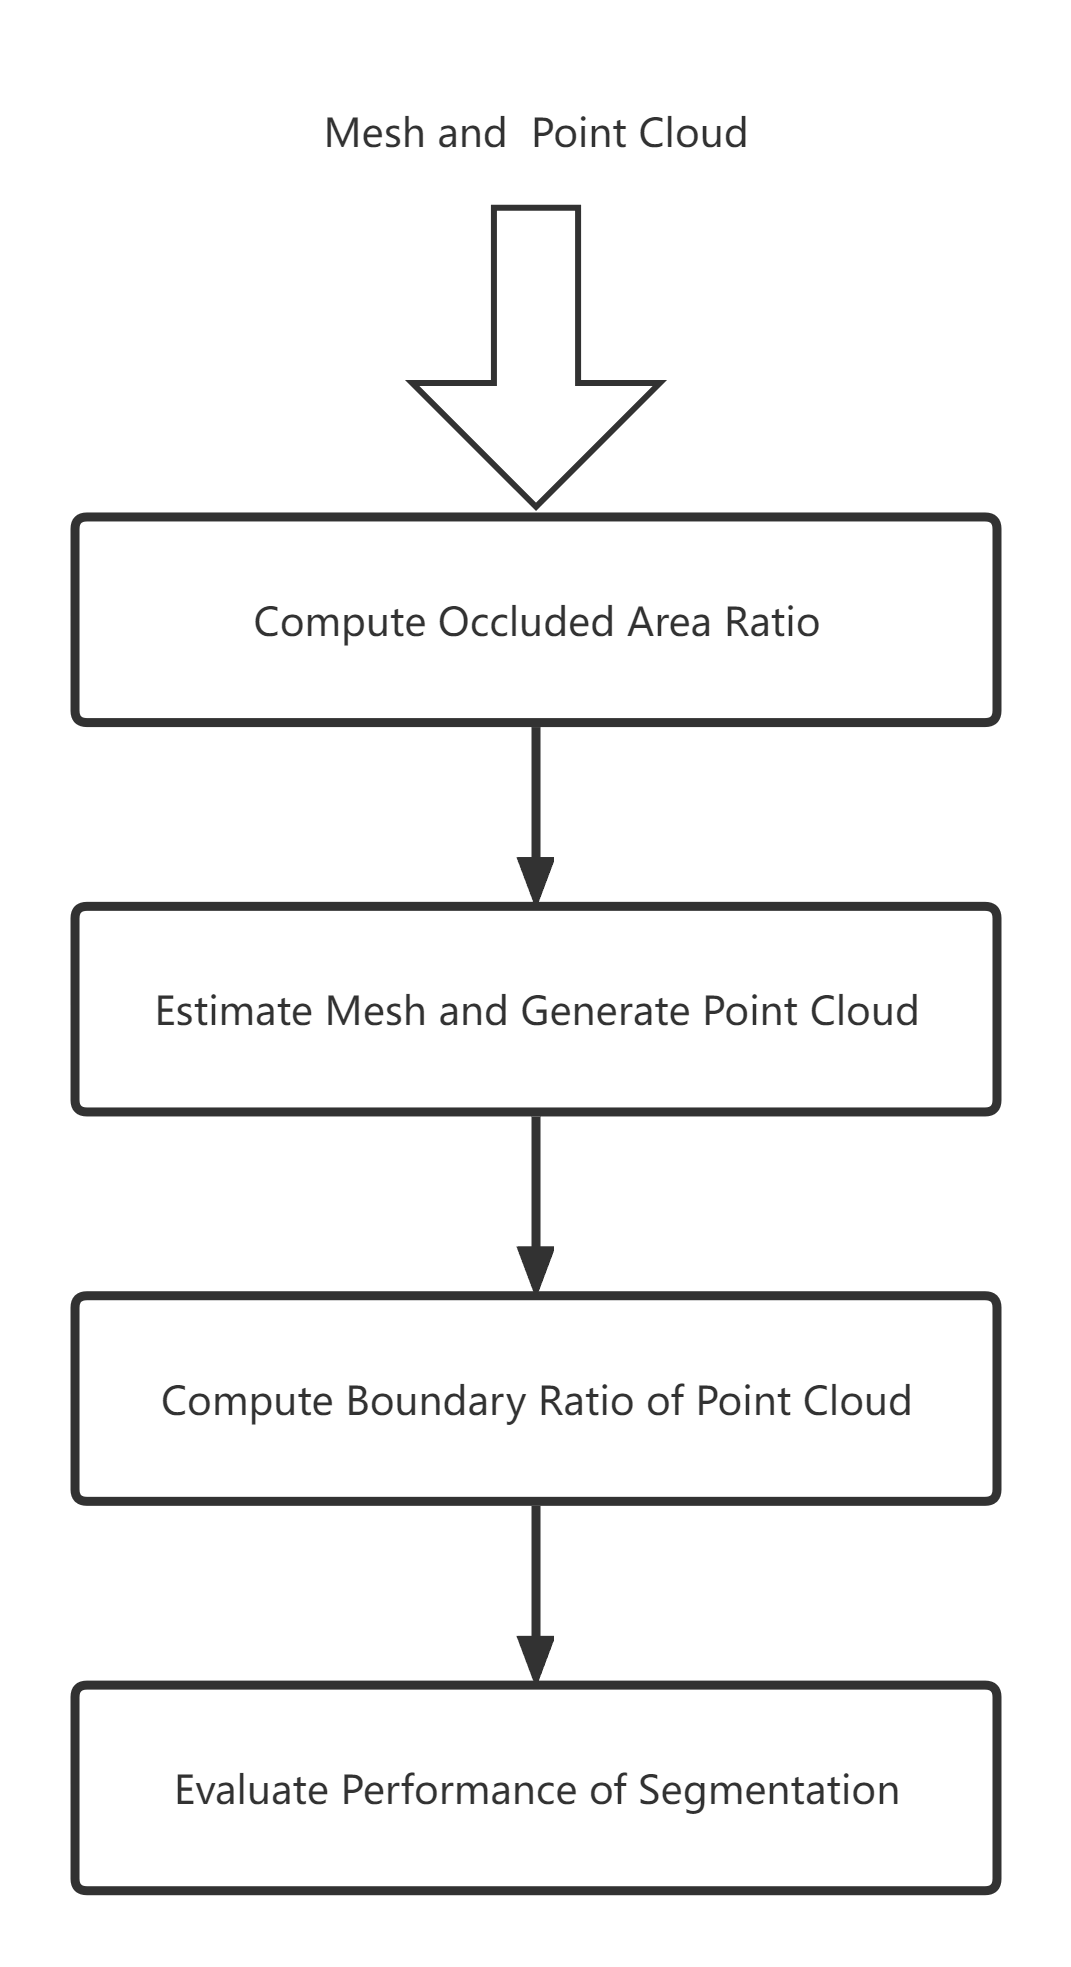 Mesh and  Point Cloud
Compute Occluded Area Ratio
Estimate Mesh and Generate Point Cloud
Compute Boundary Ratio of Point Cloud
Evaluate Performance of Segmentation